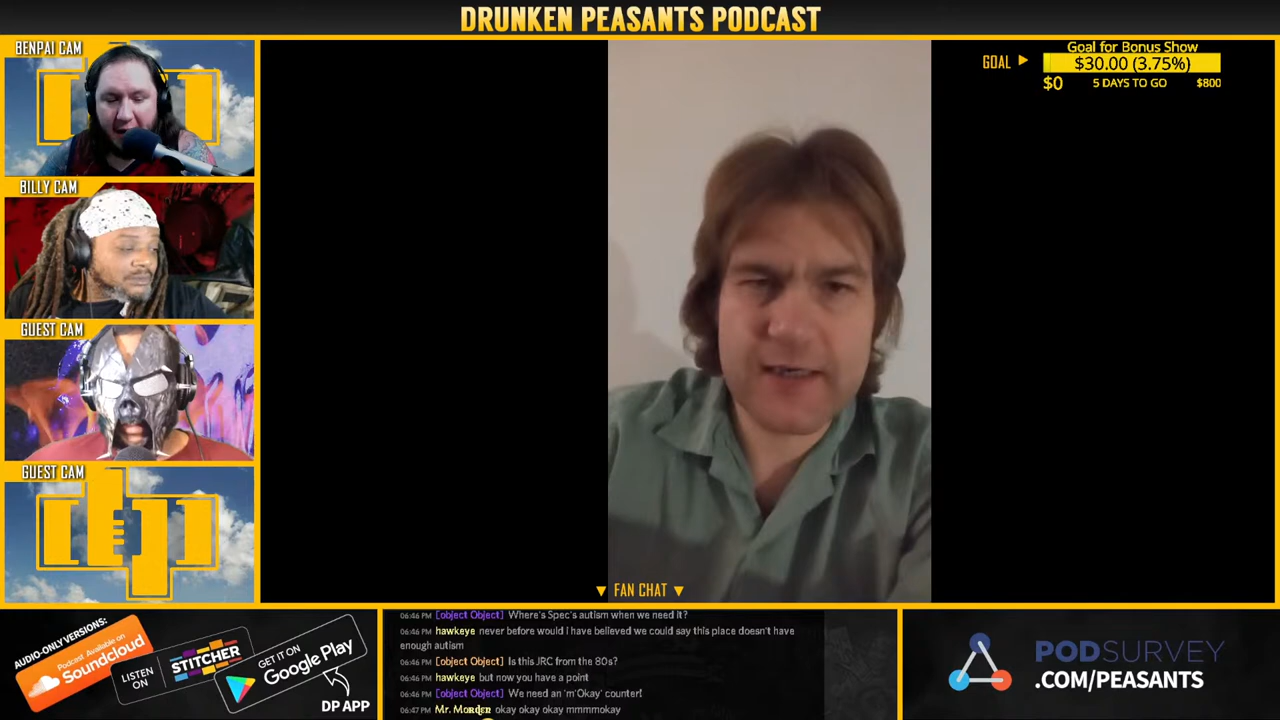 DRUNKEN PEASANTS PODCAST
BENPAI CAM
BILLY CAM
GUEST CAM
GUEST CAM
GOAL
Goal for Bonus Show
$30.00 (3.75%)
$0
5 DAYS TO GO
$800
FAN CHAT
AUDIO-ONLY VERSIONS:
Podcast Available on
Soundcloud
LISTEN ON
STITCHER
GET IT ON
Google Play
DP APP
06:46 PM [object Object] Where's Spec's autism when we need it?
06:46 PM hawkeye never before would i have believed we could say this place doesn't have
enough autism
06:46 PM [object Object] Is this JRC from the 80s?
06:46 PM hawkeye but now you have a point
06:46 PM [object Object] We need an 'm'Okay' counter!
06:47 PM Mr. okay okay okay mmmmokay
PODSURVEY
.COM/PEASANTS